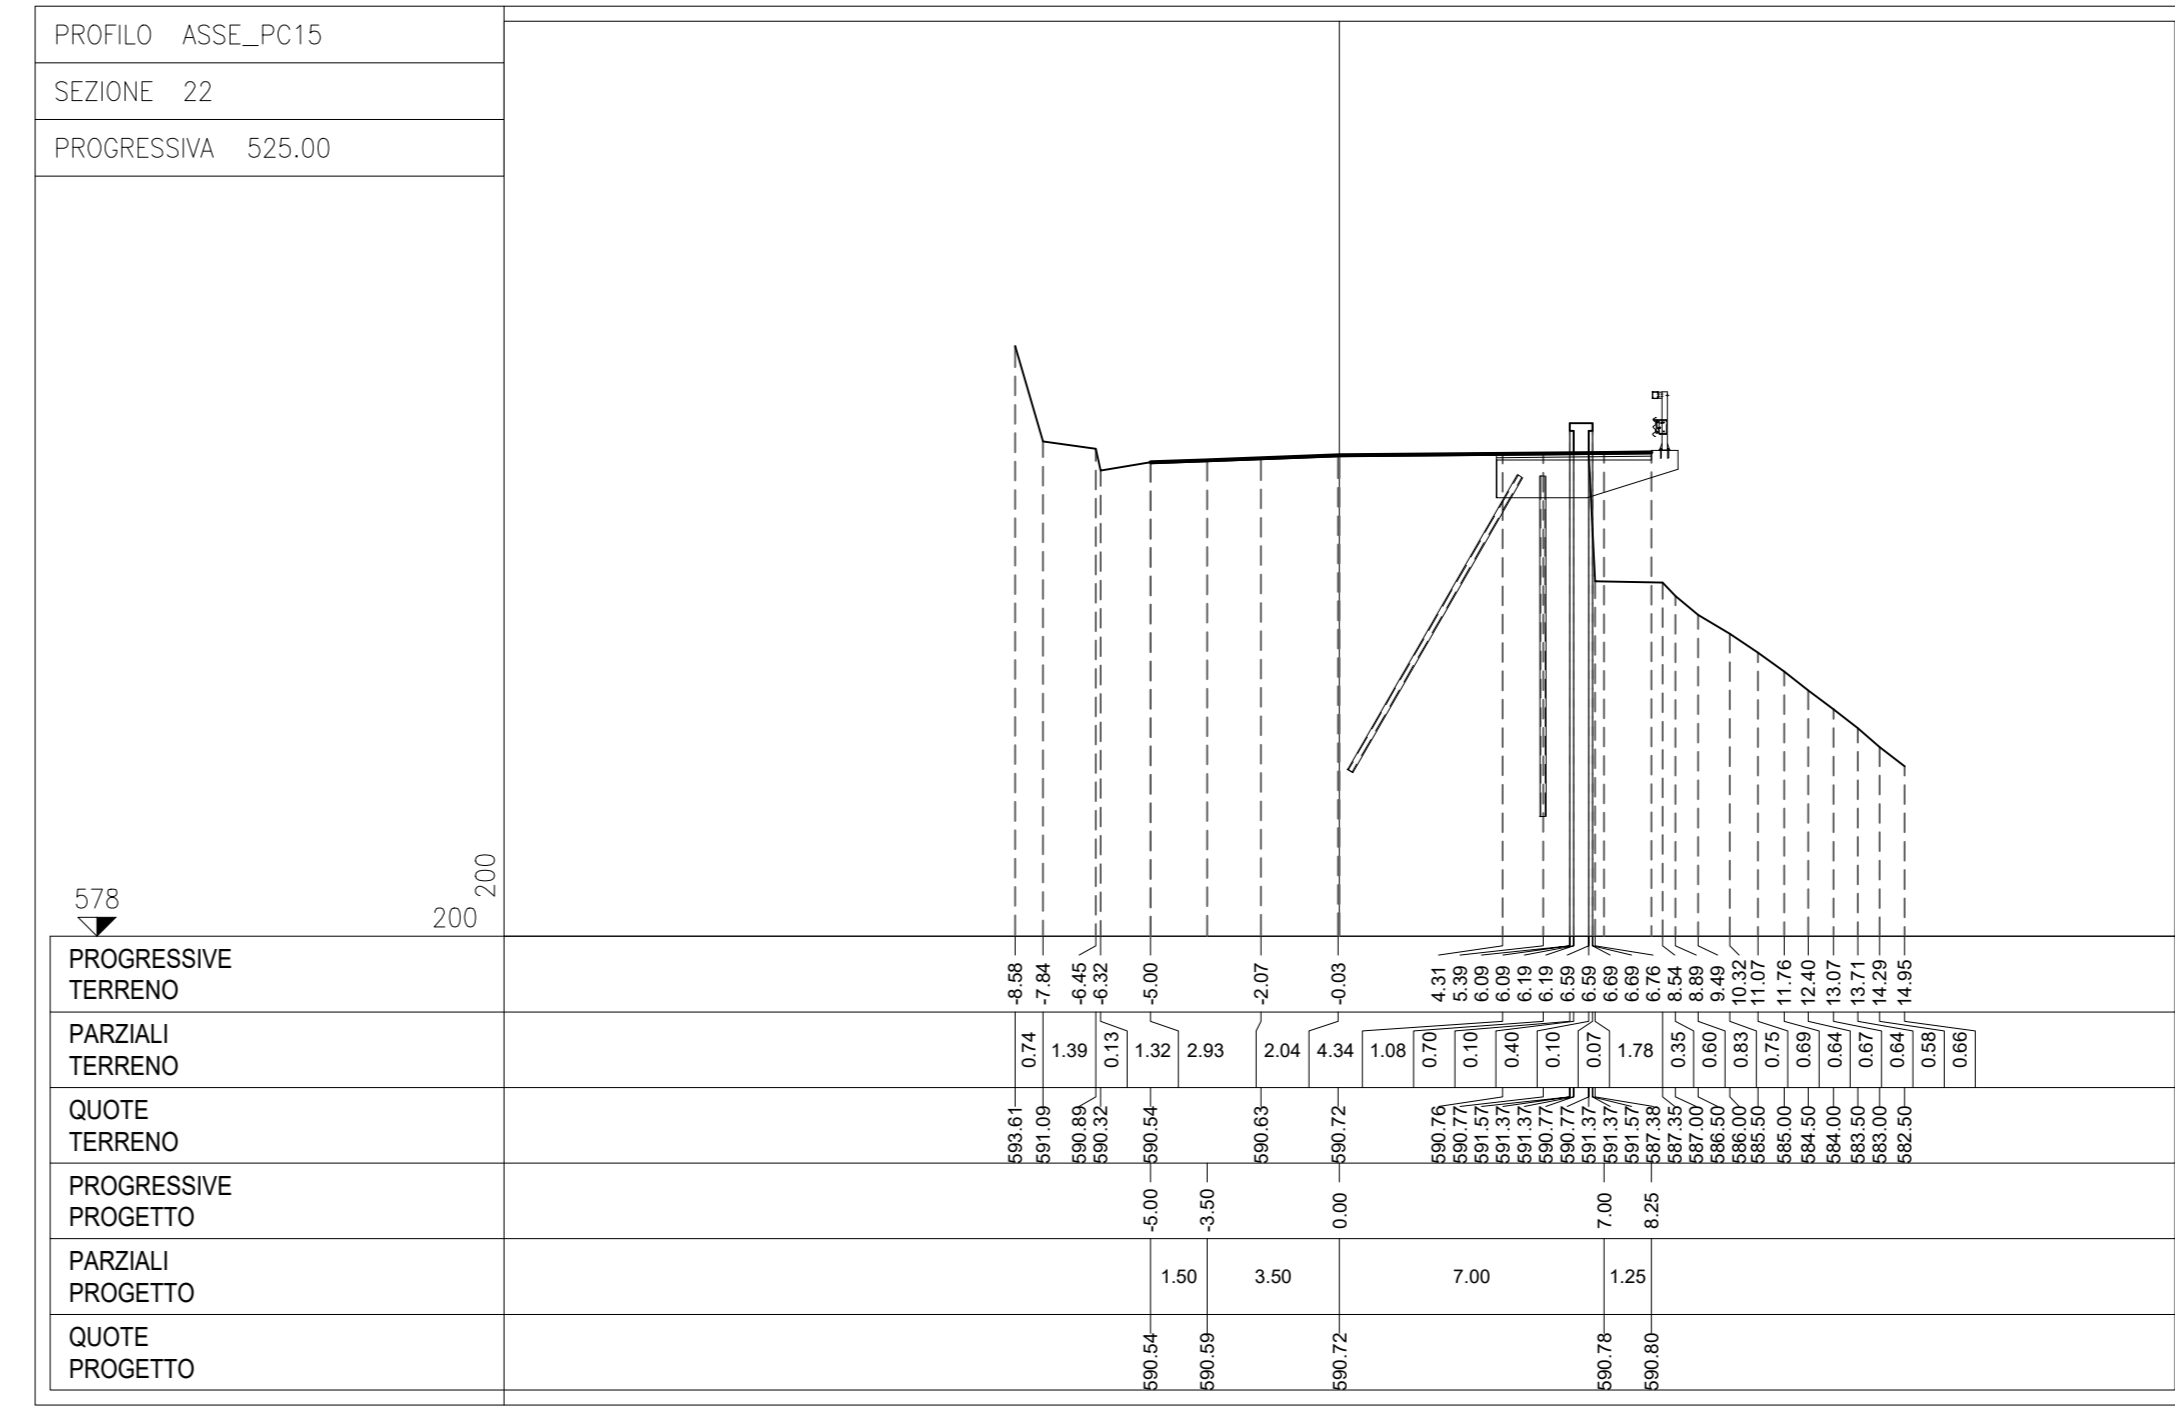 PROFILO ASSE_PC15
SEZIONE 22
PROGRESSIVA 525.00
578
200
200
PROGRESSIVE
TERRENO
-8.58 -7.84 -6.45 -6.32 -5.00 -2.07 -0.03 4.31 5.39 6.09 6.09 6.19 6.19 6.59 6.59 6.69 6.69 6.76 8.54 8.89 9.49 10.32 11.07 11.76 12.40 13.07 13.71 14.29 14.95
PARZIALI
TERRENO
0.74 1.39 0.13 1.32 2.93 2.04 4.34 1.08 0.70 0.10 0.40 0.10 0.07 1.78 0.35 0.60 0.83 0.75 0.69 0.64 0.67 0.64 0.58 0.66
QUOTE
TERRENO
593.61 591.09 590.89 590.32 590.54 590.63 590.72 590.76 590.77 591.57 591.37 591.37 590.77 590.77 591.37 591.37 591.57 587.38 587.35 587.00 586.50 586.00 585.50 585.00 584.50 584.00 583.50 583.00 582.50
PROGRESSIVE
PROGETTO
-5.00 -3.50 0.00 7.00 8.25
PARZIALI
PROGETTO
1.50 3.50 7.00 1.25
QUOTE
PROGETTO
590.54 590.59 590.72 590.78 590.80